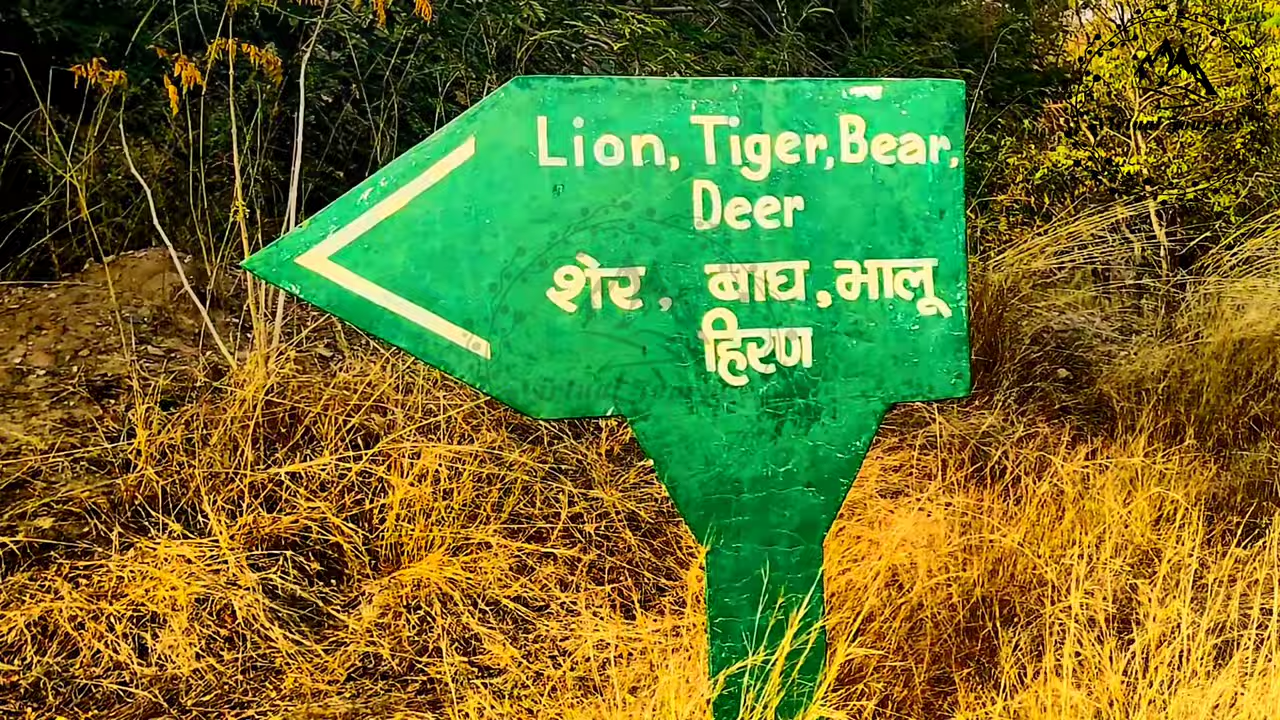 Lion, Tiger, Bear,
Deer
शेर, बाघ, भालू
हिरण